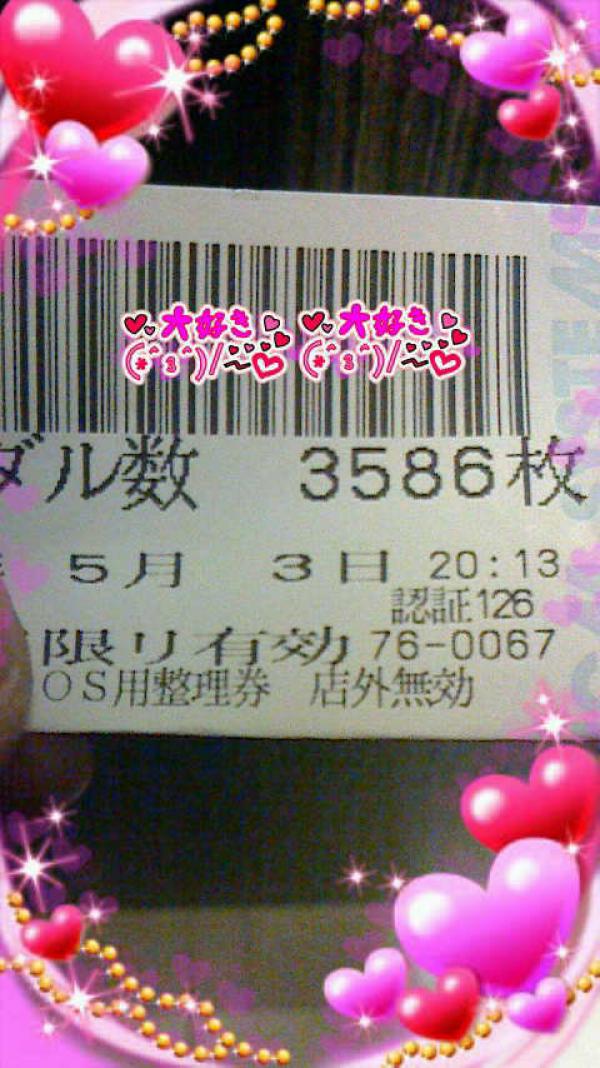 大好き 大好き
(*^з^)/~ (*^з^)/~
ダル数 3586枚
5月 3日 20:13
認証126
限り有効 76-0067
OS用整理券 店外無効